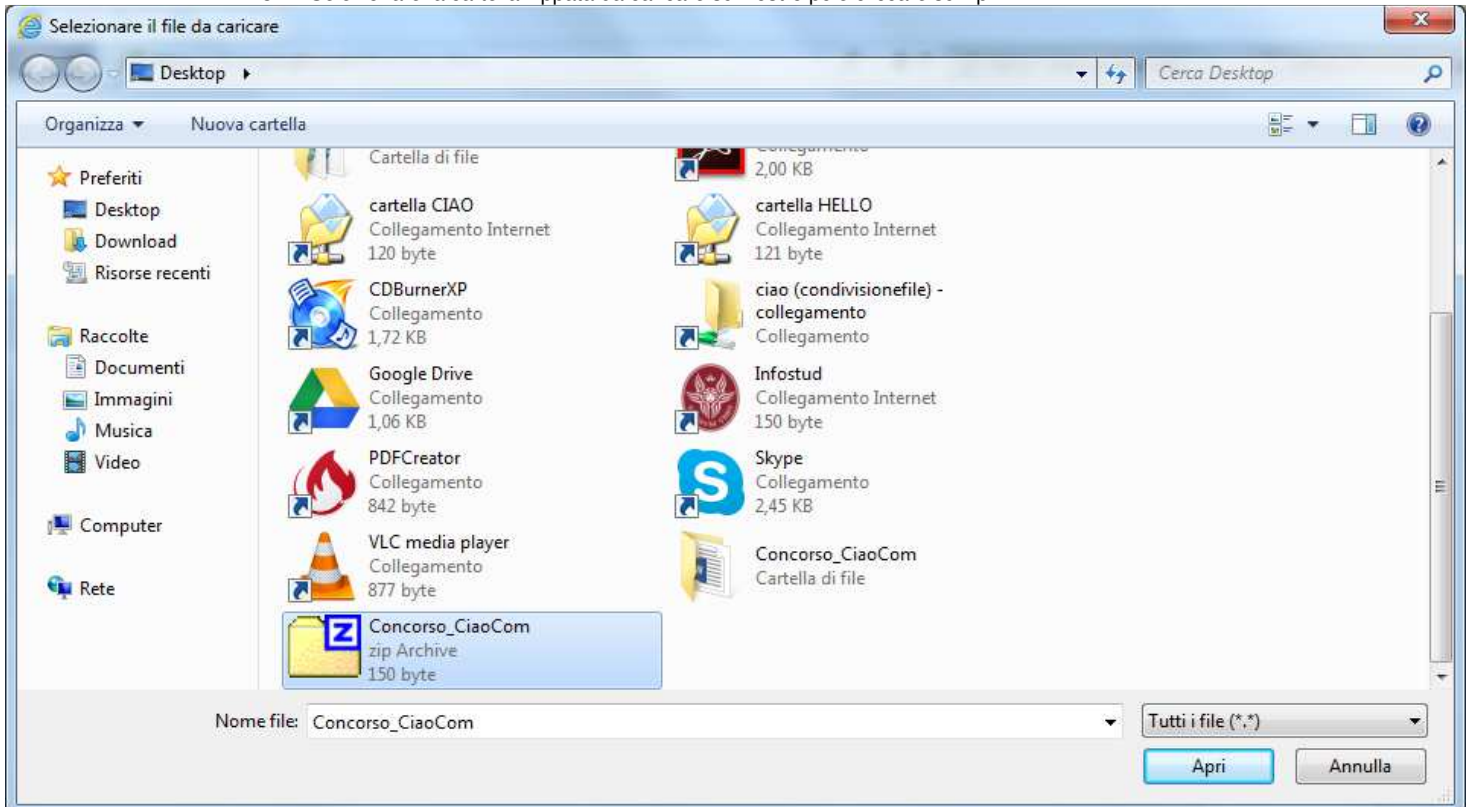 Selezionare il file da caricare
Desktop
Cerca Desktop
Organizza
Nuova cartella
Preferiti
Desktop
Download
Risorse recenti
Raccolte
Documenti
Immagini
Musica
Video
Computer
Rete
Cartella di file
2,00 KB
cartella CIAO
Collegamento Internet
120 byte
cartella HELLO
Collegamento Internet
121 byte
CDBurnerXP
Collegamento
1,72 KB
ciao (condivisionefile) -
collegamento
Collegamento
Google Drive
Collegamento
1,06 KB
Infostud
Collegamento Internet
150 byte
PDFCreator
Collegamento
842 byte
Skype
Collegamento
2,45 KB
VLC media player
Collegamento
877 byte
Concorso_CiaoCom
Cartella di file
Z
Concorso_CiaoCom
zip Archive
150 byte
Nome file: Concorso_CiaoCom
Tutti i file (*.*)
Apri
Annulla